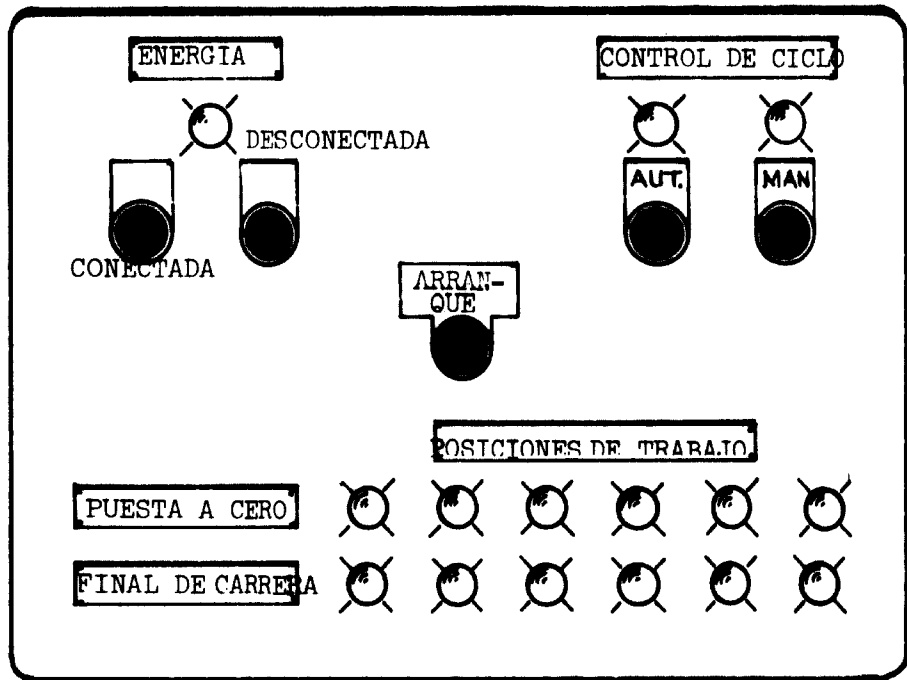 ENERGIA
CONTROL DE CICLO
DESCONECTADA
AUT.
MAN
CONECTADA
ARRAN-
QUE
POSICIONES DE TRABAJO
PUESTA A CERO
FINAL DE CARRERA